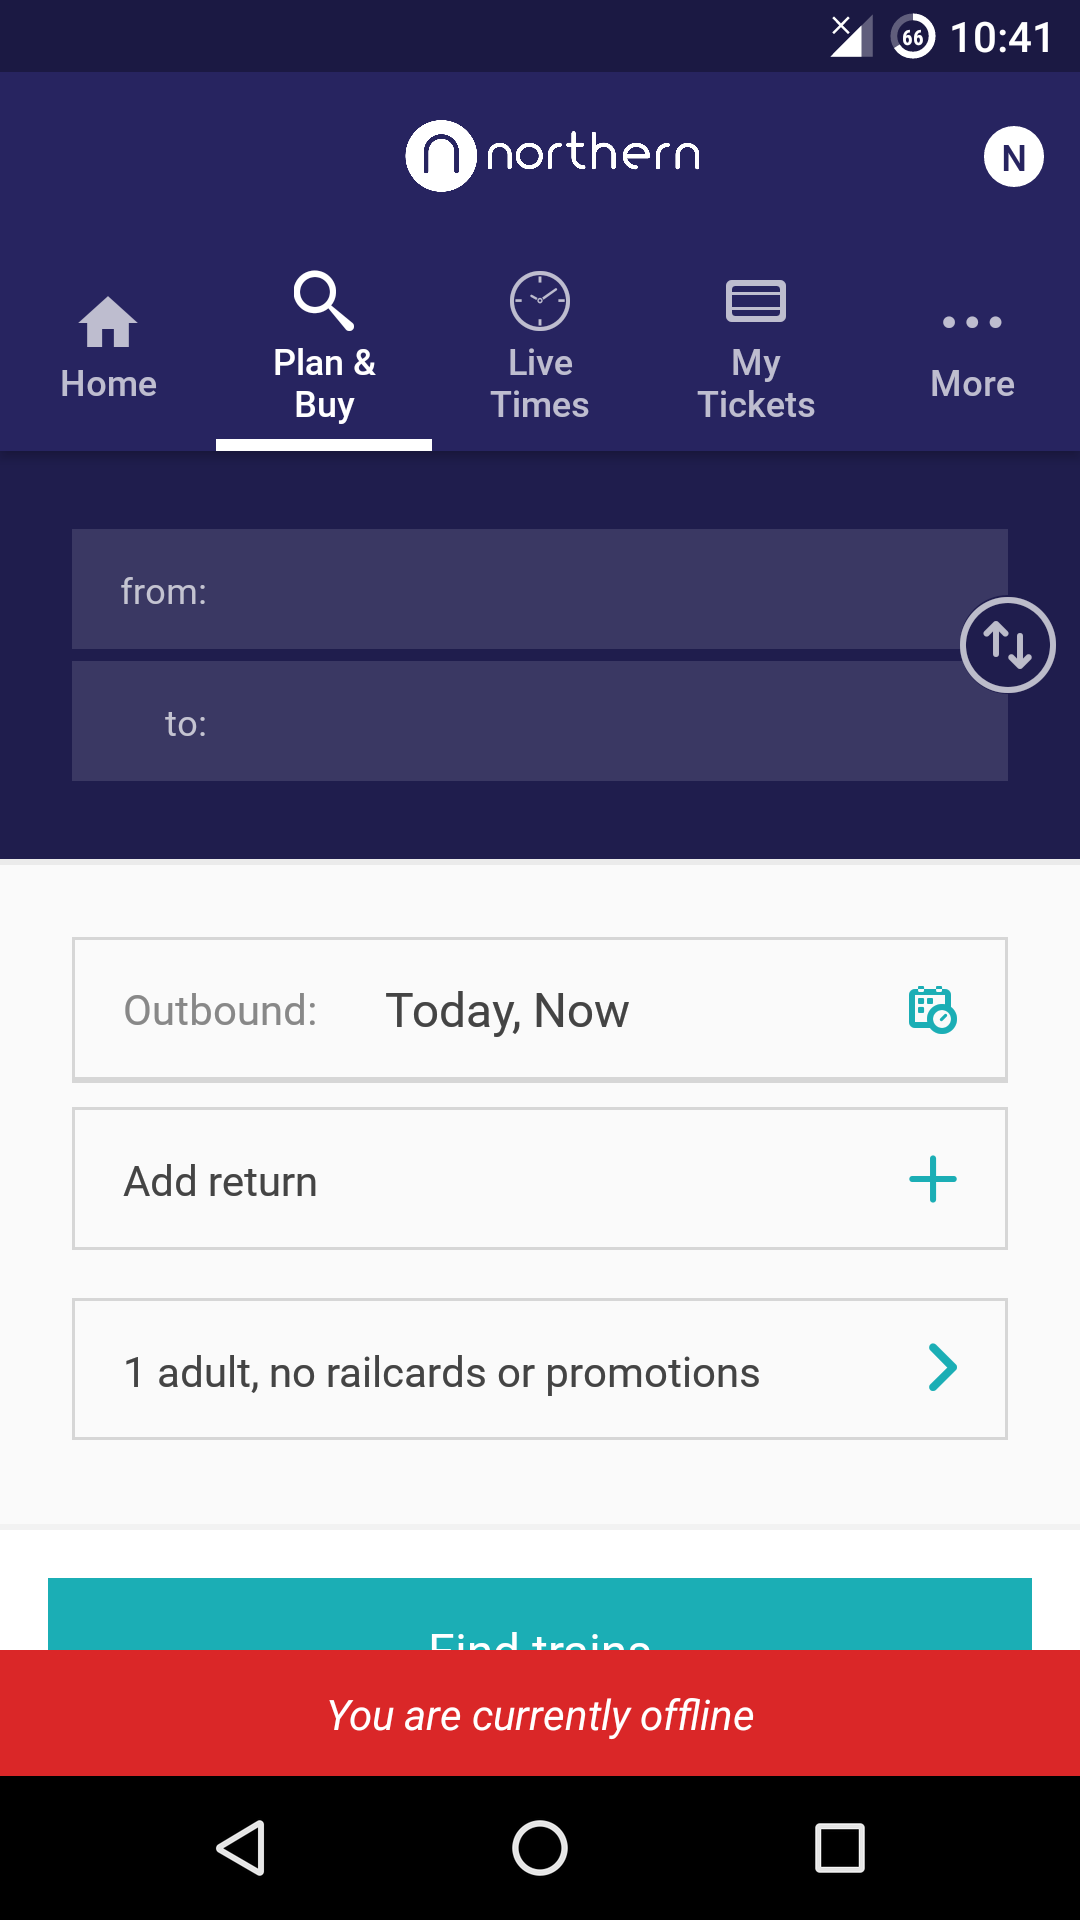 66 10:41
northern
N
Home
Plan &
Buy
Live
Times
My
Tickets
More
from:
to:
Outbound: Today, Now
Add return
1 adult, no railcards or promotions
Find trains
You are currently offline